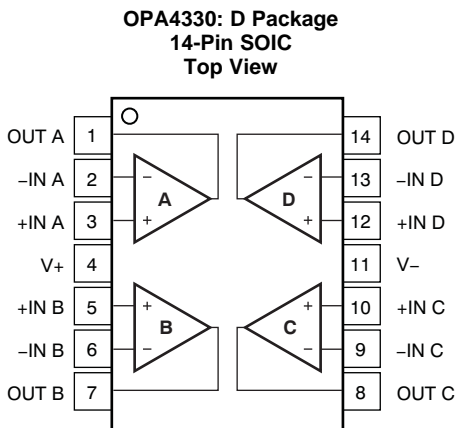 OPA4330: D Package
14-Pin SOIC
Top View
OUT A 1 14 OUT D
−IN A 2 − − 13 −IN D
A D
+IN A 3 + + 12 +IN D
V+ 4 11 V−
+IN B 5 + + 10 +IN C
B C
−IN B 6 − − 9 −IN C
OUT B 7 8 OUT C